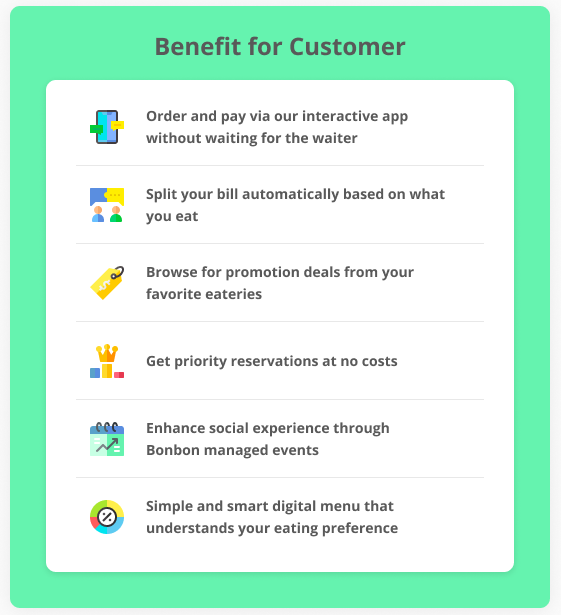 Benefit for Customer
Order and pay via our interactive app
without waiting for the waiter
Split your bill automatically based on what
you eat
Browse for promotion deals from your
favorite eateries
Get priority reservations at no costs
Enhance social experience through
Bonbon managed events
Simple and smart digital menu that
understands your eating preference